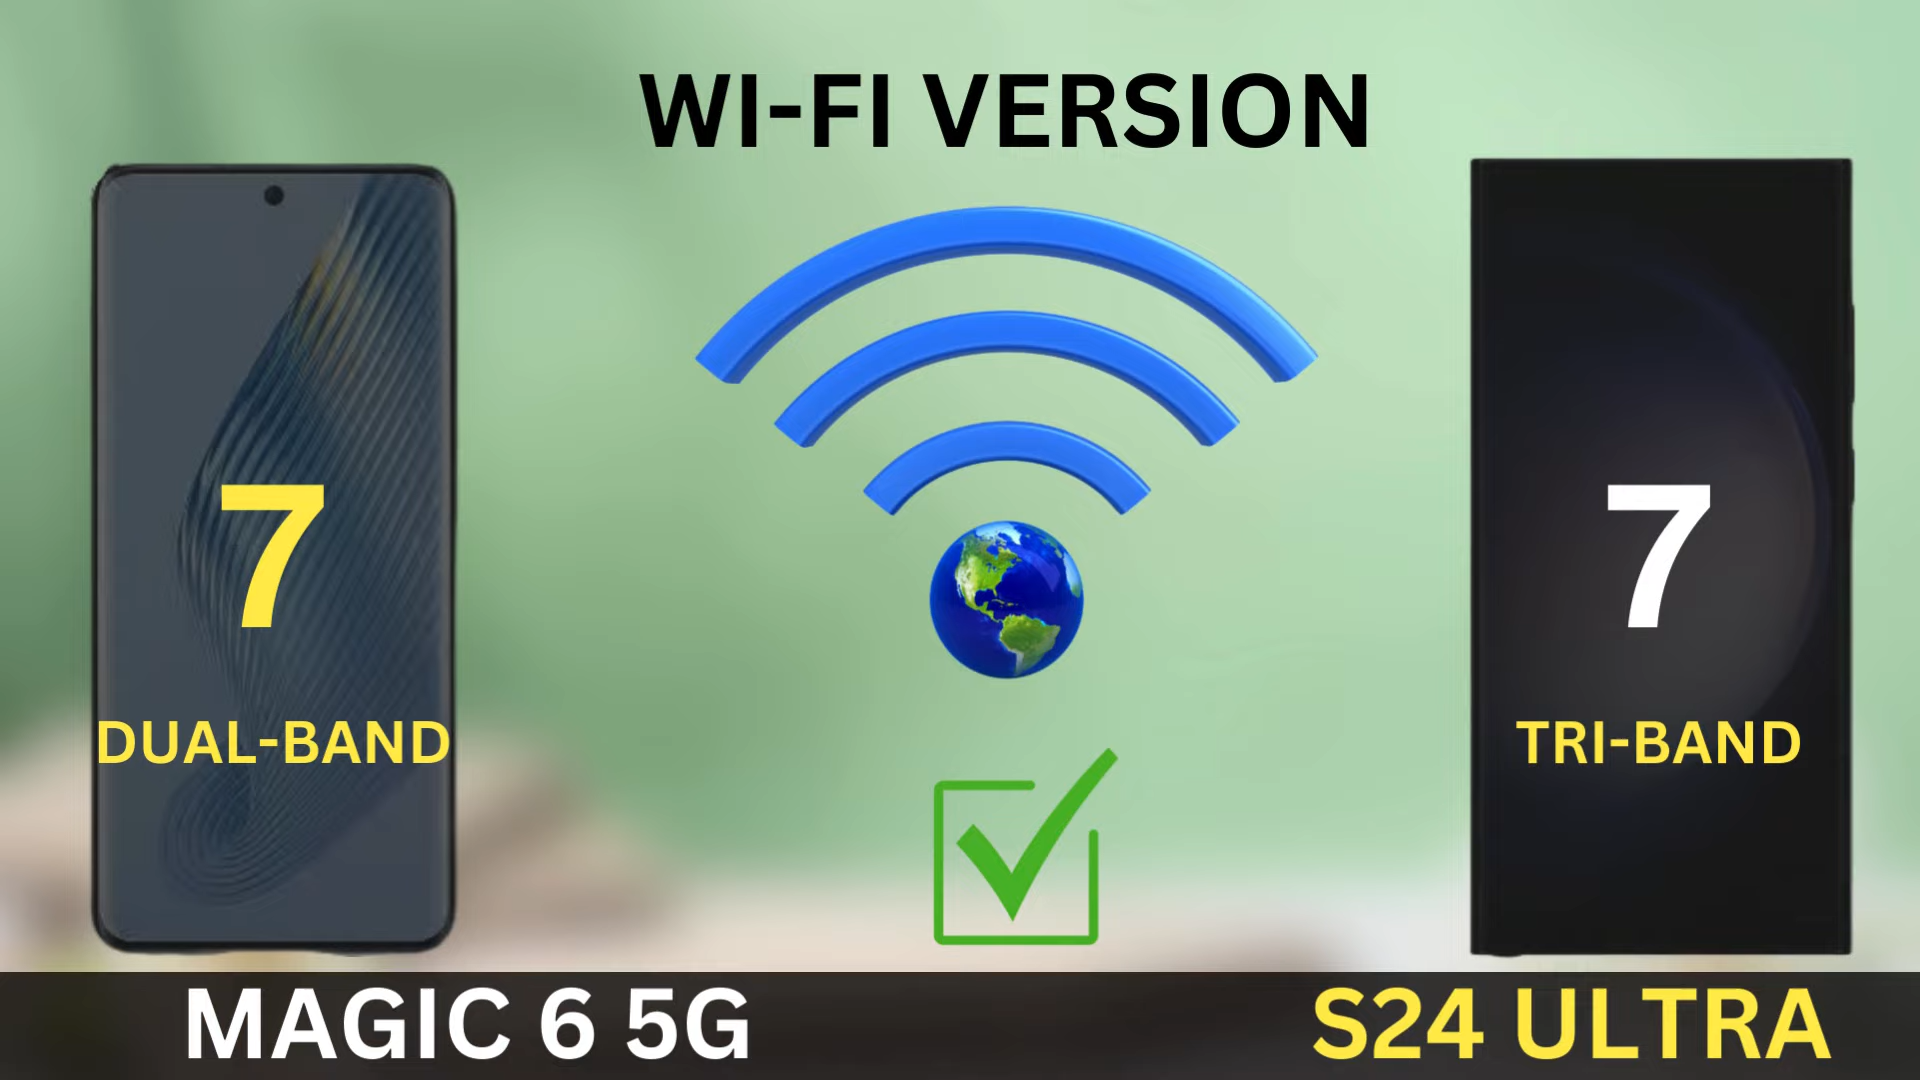 WI-FI VERSION
7
7
DUAL-BAND
TRI-BAND
MAGIC 6 5G
S24 ULTRA